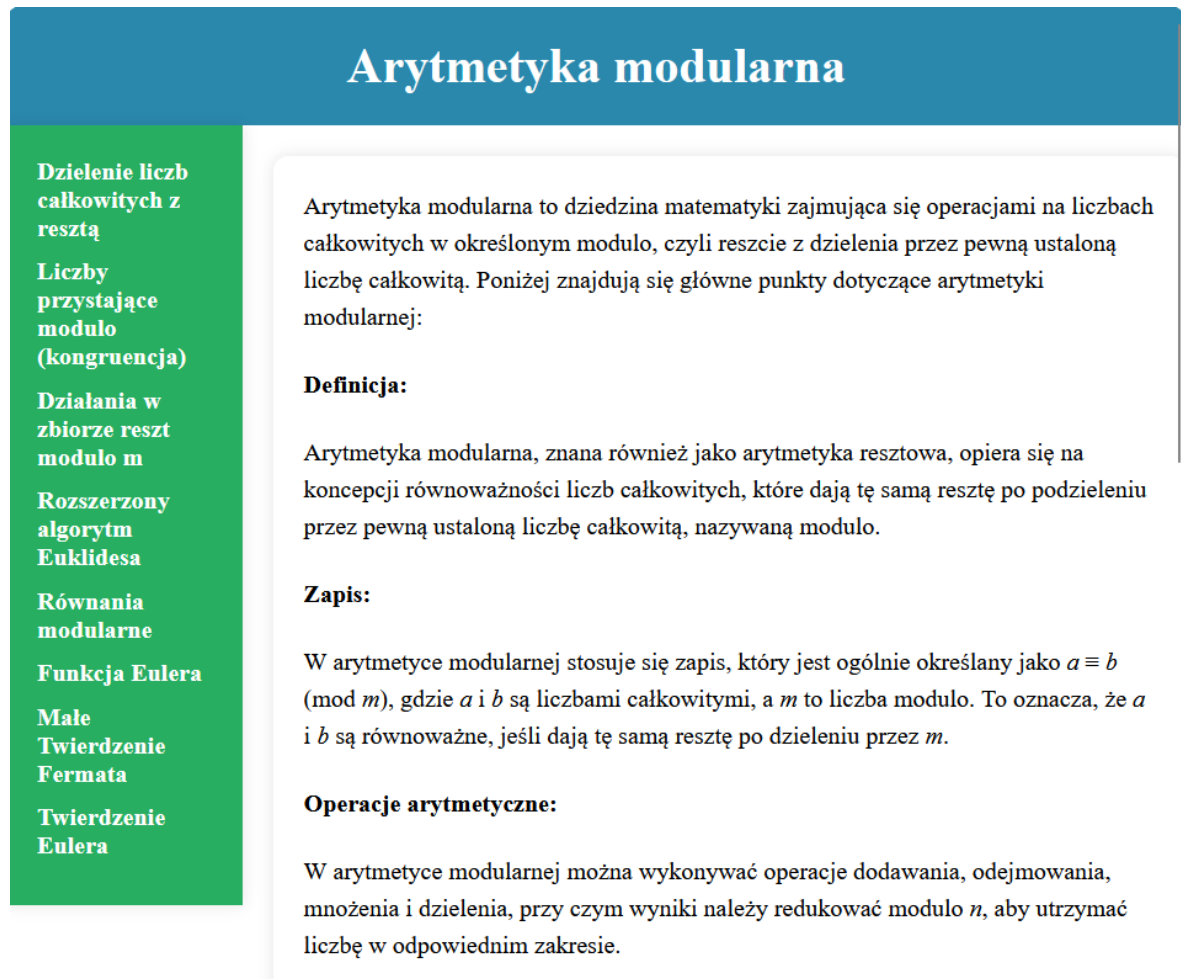 Arytmetyka modularna
Dzielenie liczb
całkowitych z
resztą
Liczby
przystające
modulo
(kongruencja)
Działania w
zbiorze reszt
modulo m
Rozszerzony
algorytm
Euklidesa
Równania
modularne
Funkcja Eulera
Małe
Twierdzenie
Fermata
Twierdzenie
Eulera
Arytmetyka modularna to dziedzina matematyki zajmująca się operacjami na liczbach
całkowitych w określonym modulo, czyli reszcie z dzielenia przez pewną ustaloną
liczbę całkowitą. Poniżej znajdują się główne punkty dotyczące arytmetyki
modularnej:
Definicja:
Arytmetyka modularna, znana również jako arytmetyka resztowa, opiera się na
koncepcji równoważności liczb całkowitych, które dają tę samą resztę po podzieleniu
przez pewną ustaloną liczbę całkowitą, nazywaną modulo.
Zapis:
W arytmetyce modularnej stosuje się zapis, który jest ogólnie określany jako a ≡ b
(mod m), gdzie a i b są liczbami całkowitymi, a m to liczba modulo. To oznacza, że a
i b są równoważne, jeśli dają tę samą resztę po dzieleniu przez m.
Operacje arytmetyczne:
W arytmetyce modularnej można wykonywać operacje dodawania, odejmowania,
mnożenia i dzielenia, przy czym wyniki należy redukować modulo n, aby utrzymać
liczbę w odpowiednim zakresie.